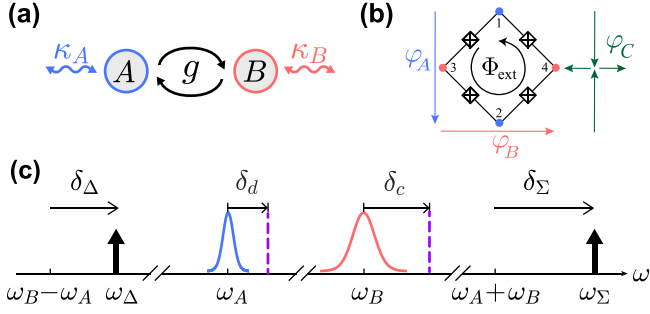 (a)
κ_A A g B κ_B
(b)
φ_A 1 2 3 4 Φ_ext φ_B φ_C
(c)
δ_Δ δ_d δ_c δ_Σ
ω_B−ω_A ω_Δ ω_A ω_B ω_A+ω_B ω_Σ ω